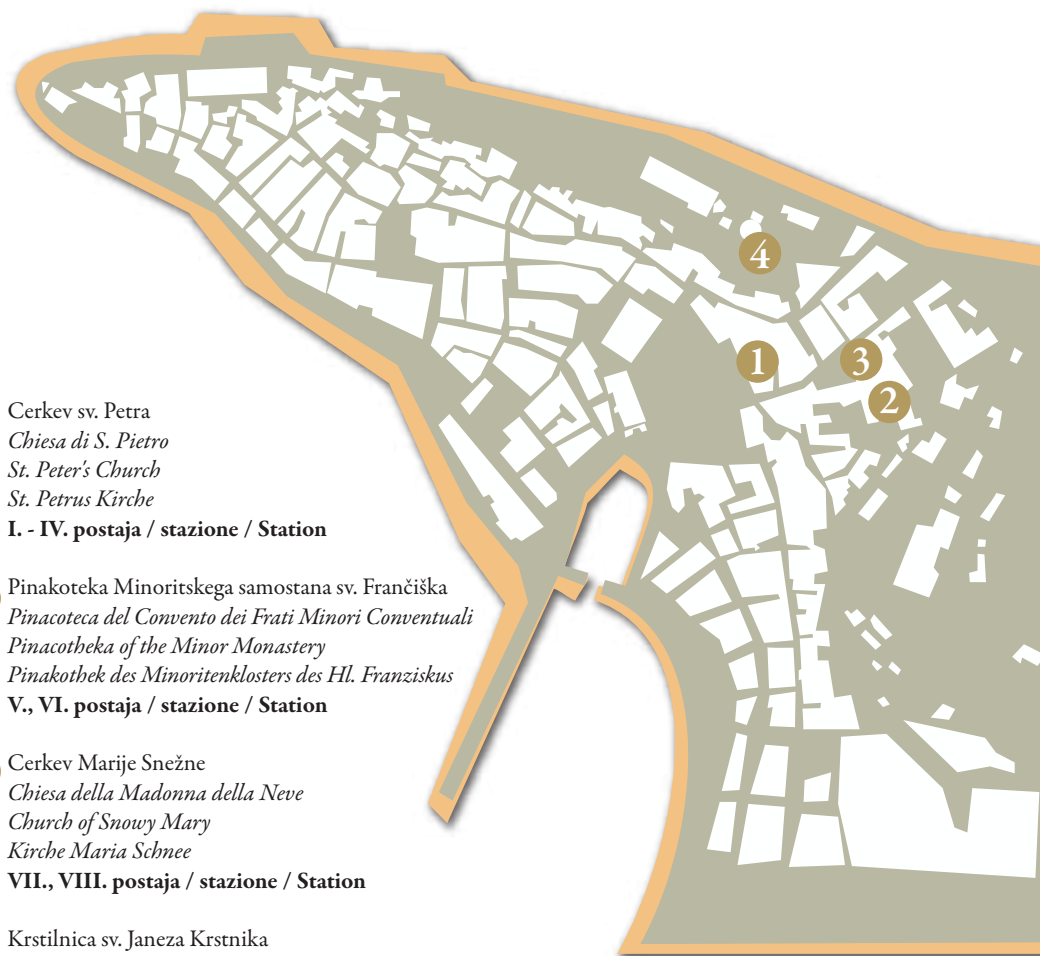 4
1
3
2
Cerkev sv. Petra
Chiesa di S. Pietro
St. Peter's Church
St. Petrus Kirche
I. - IV. postaja / stazione / Station
Pinakoteka Minoritskega samostana sv. Frančiška
Pinacoteca del Convento dei Frati Minori Conventuali
Pinacotheka of the Minor Monastery
Pinakothek des Minoritenklosters des Hl. Franziskus
V., VI. postaja / stazione / Station
Cerkev Marije Snežne
Chiesa della Madonna della Neve
Church of Snowy Mary
Kirche Maria Schnee
VII., VIII. postaja / stazione / Station
Krstilnica sv. Janeza Krstnika